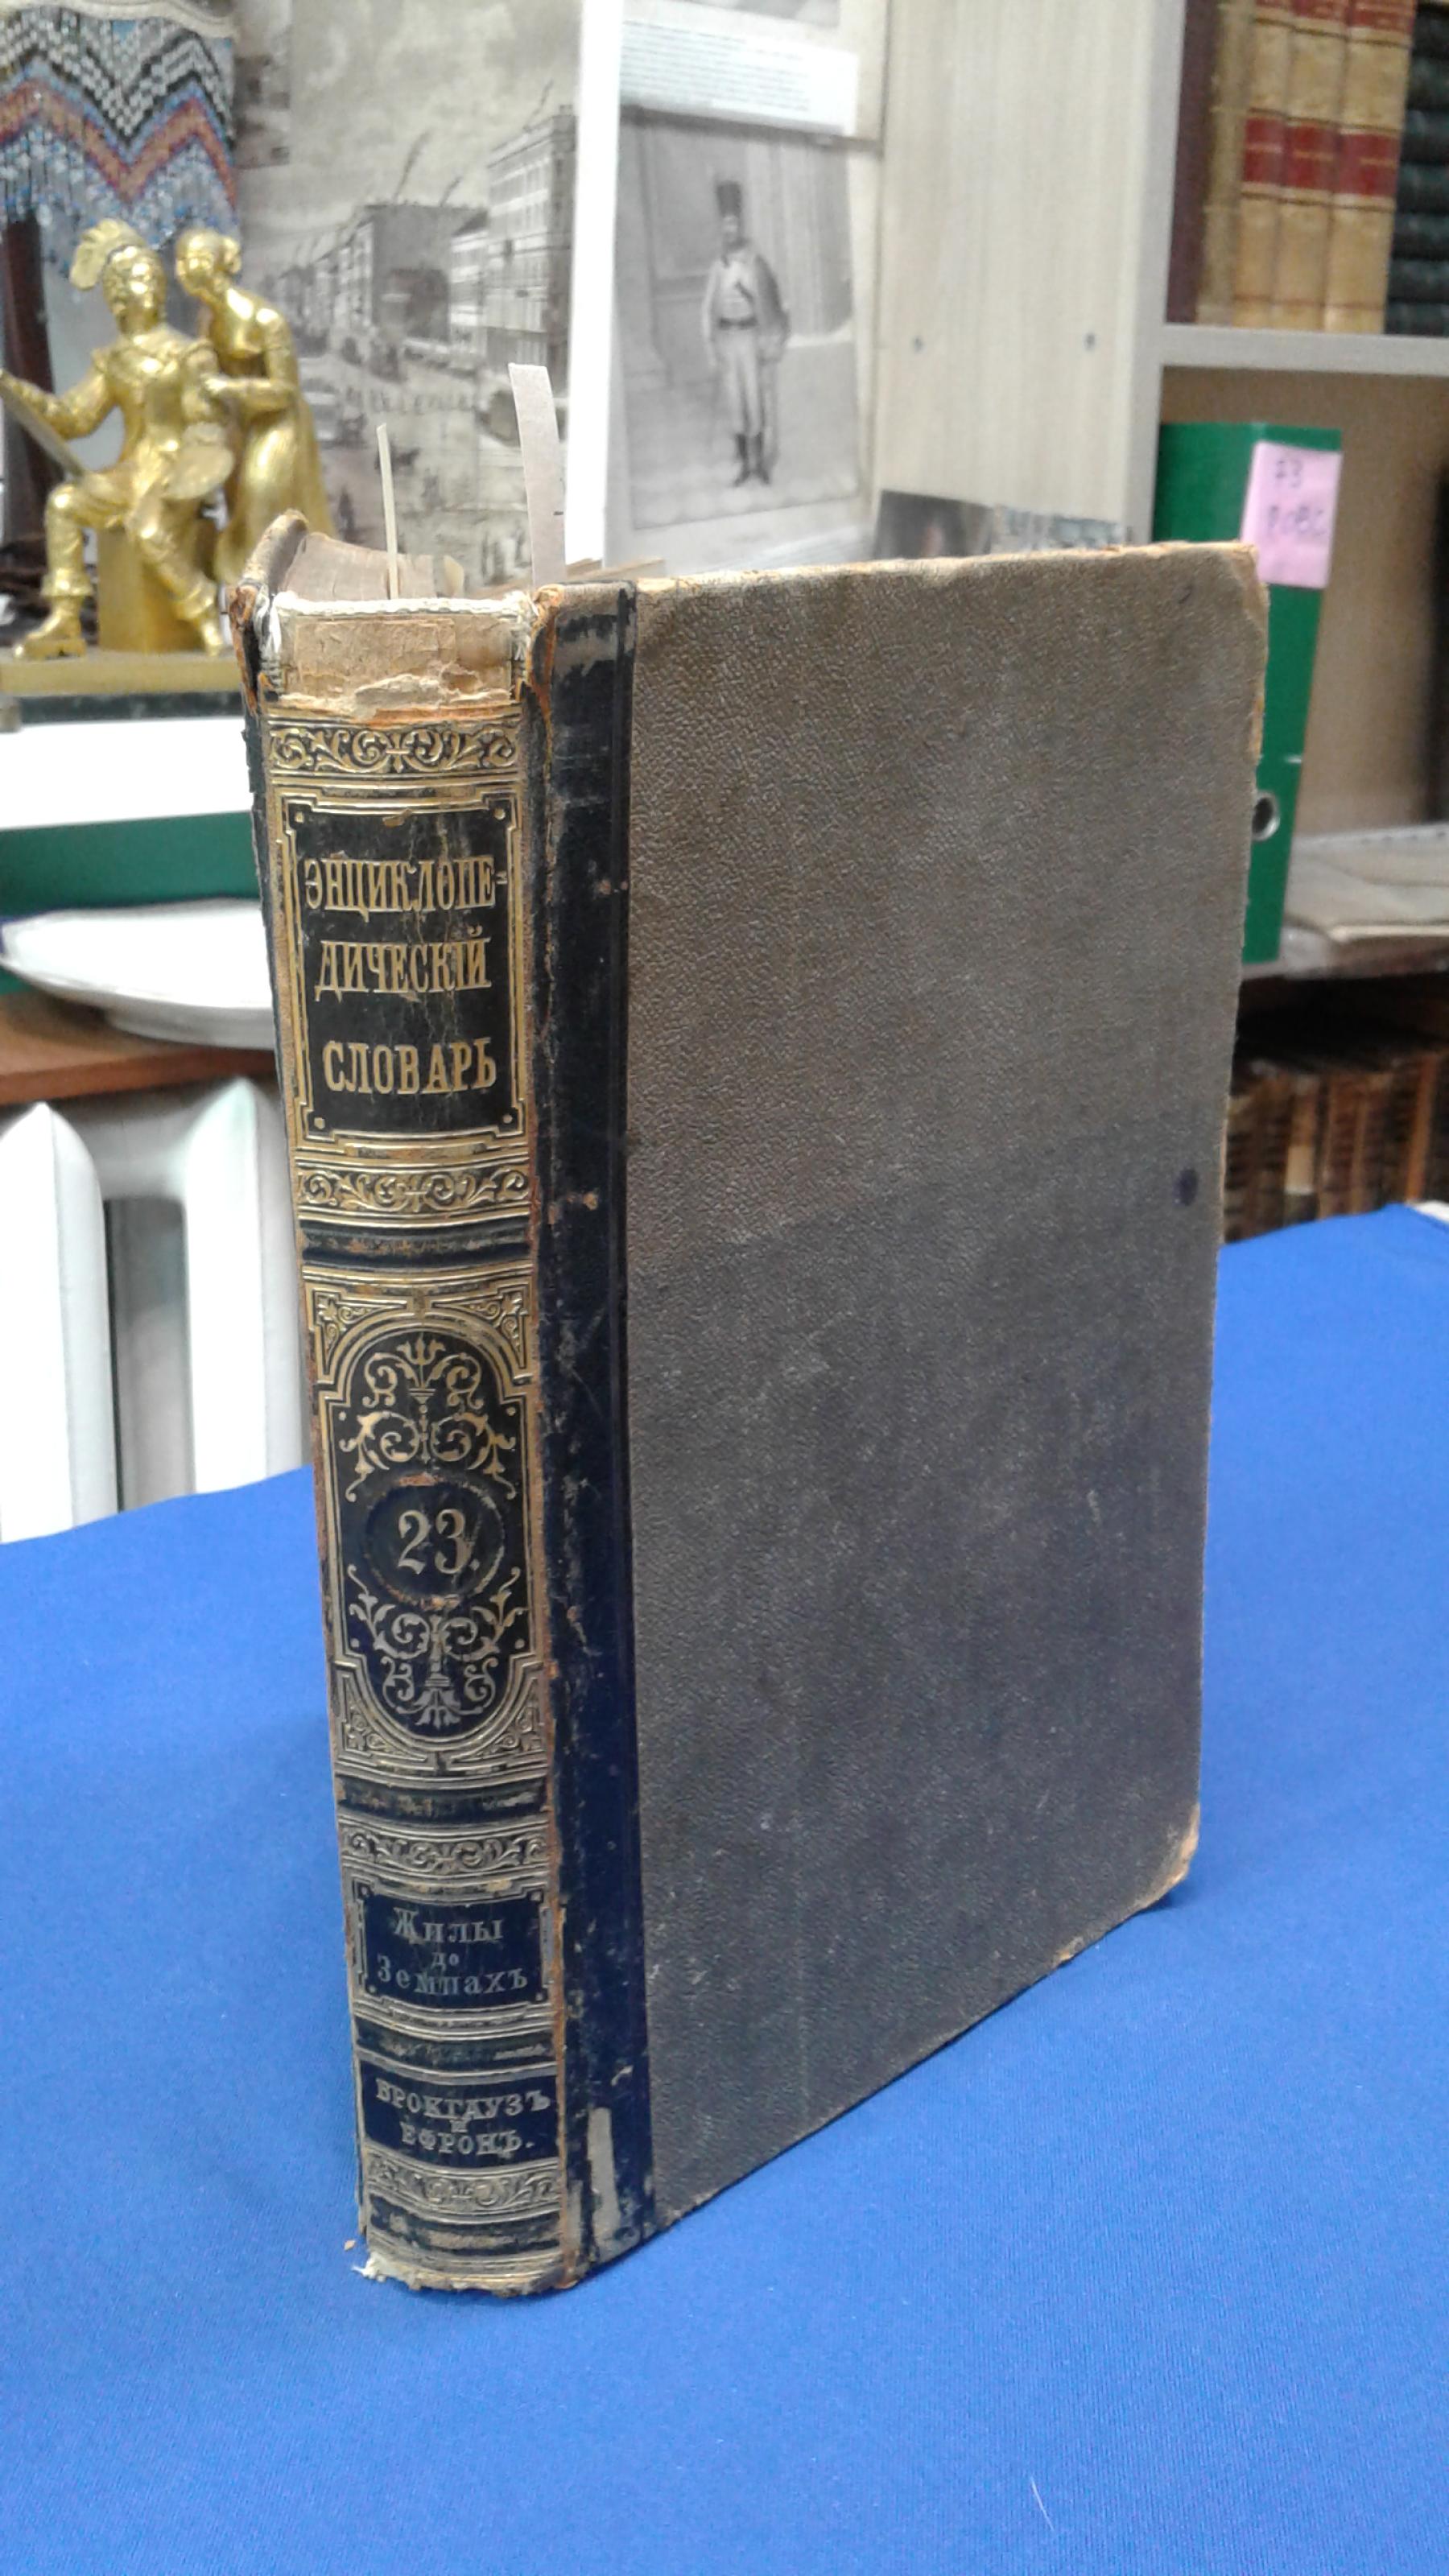 ЭНЦИКЛОПЕ-
ДИЧЕСКІЙ
СЛОВАРЬ
23.
Жилы
до
Земпахъ
БРОКГАУЗЪ
И
ЕФРОНЪ.